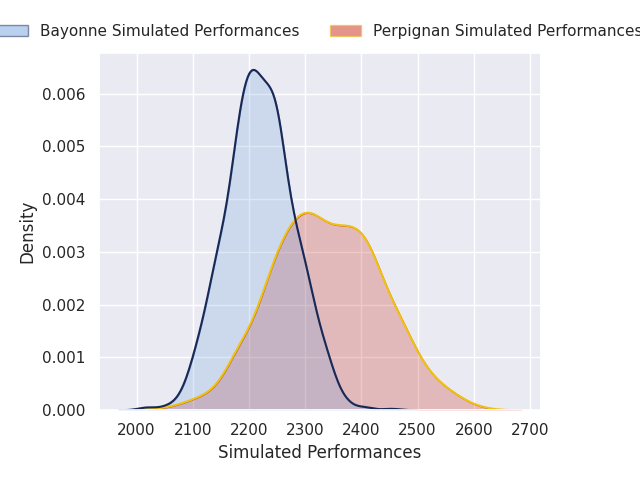 Bayonne Simulated Performances
Perpignan Simulated Performances
Density
0.006
0.005
0.004
0.003
0.002
0.001
0.000
2000 2100 2200 2300 2400 2500 2600 2700
Simulated Performances